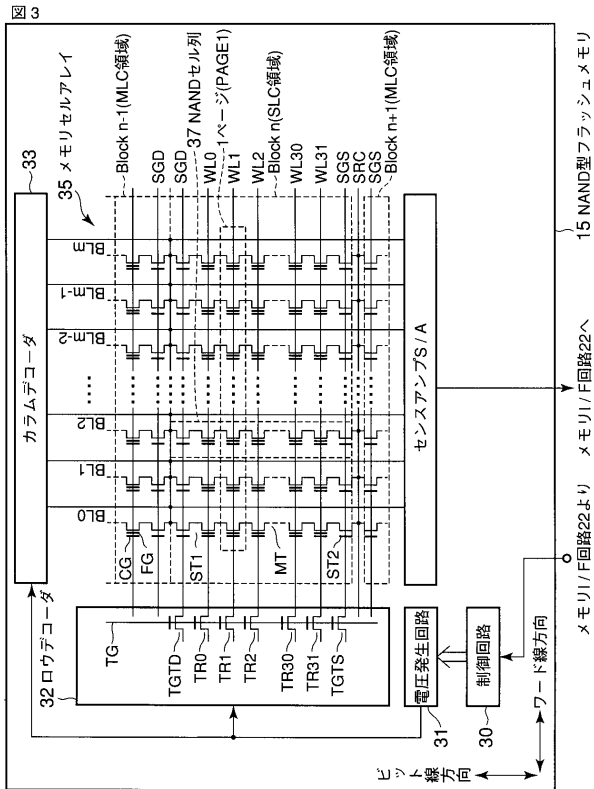 図3
15 NAND型フラッシュメモリ
33
カラムデコーダ
35 メモリセルアレイ
Block n-1(MLC領域)
SGD
37 NANDセル列
SGD
WL0
1ページ(PAGE1)
WL1
WL2
Block n(SLC領域)
WL30
WL31
SGS
SRC
SGS
Block n+1(MLC領域)
BLm
BLm-1
BLm-2
BL2
BL1
BL0
CG
FG
ST1
MT
ST2
センスアンプS/A
32 ロウデコーダ
TG
TGTD
TR0
TR1
TR2
TR30
TR31
TGTS
電圧発生回路
31
制御回路
30
メモリI/F回路22へ
メモリI/F回路22より
ワード線方向
ビット
線方向